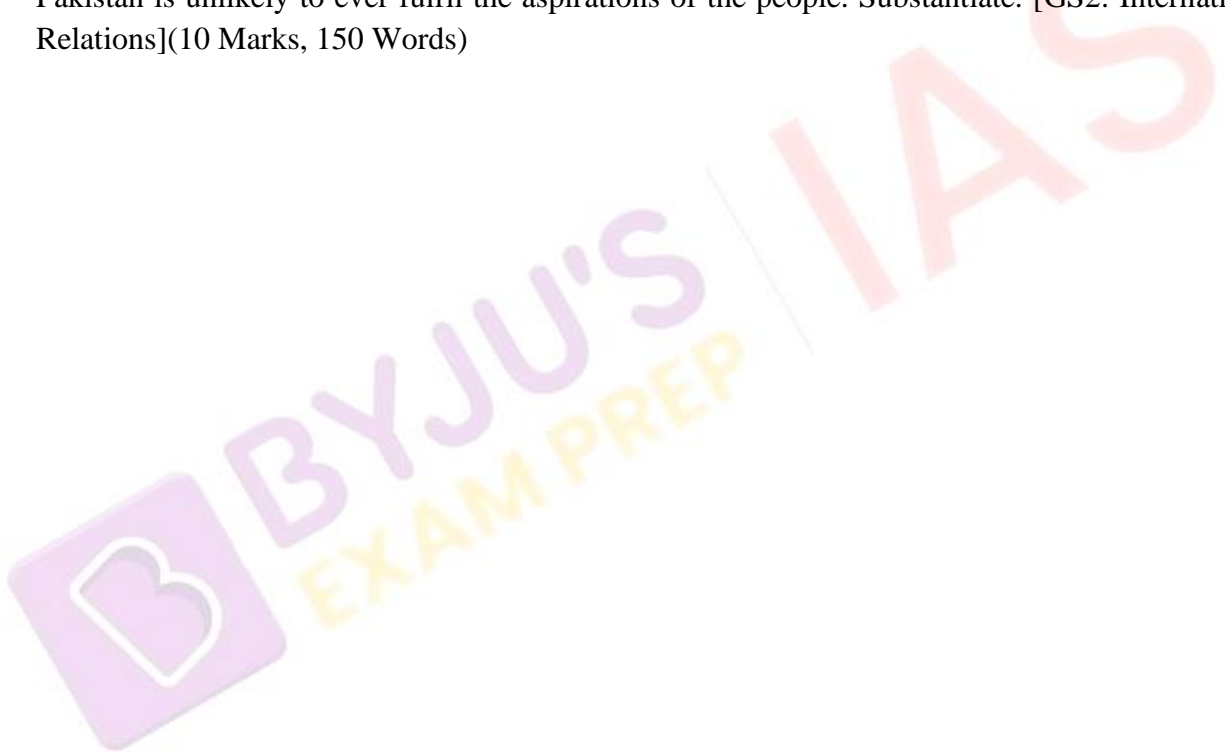 Pakistan is unlikely to ever fulfil the aspirations of the people. Substantiate. [GS2:
Relations](10 Marks, 150 Words)
IAS
BYJU'S
EXAM PREP
B